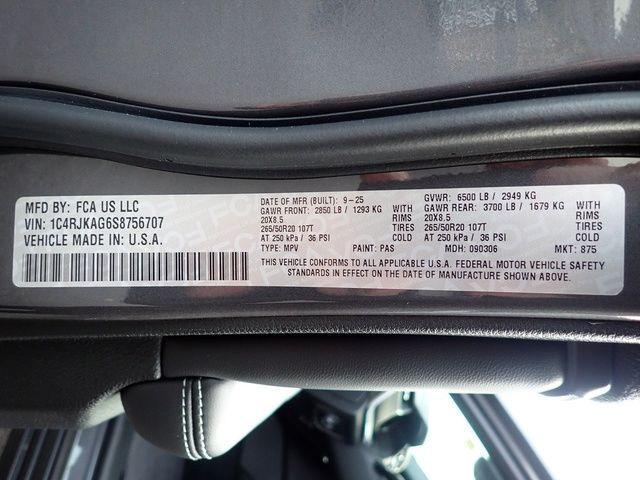 MFD BY: FCA US LLC
VIN: 1C4RJKAG6S8756707
VEHICLE MADE IN: U.S.A.
DATE OF MFR (BUILT): 9-25
GAWR FRONT: 2850 LB / 1293 KG WITH
20X8.5 RIMS
265/50R20 107T TIRES
AT 250 kPa / 36 PSI COLD
TYPE: MPV PAINT: PAS
GVWR: 6500 LB / 2949 KG
GAWR REAR: 3700 LB / 1679 KG WITH
20X8.5 RIMS
265/50R20 107T TIRES
AT 250 kPa / 36 PSI COLD
MDH: 090306 MKT: 875
THIS VEHICLE CONFORMS TO ALL APPLICABLE U.S.A. FEDERAL MOTOR VEHICLE SAFETY
STANDARDS IN EFFECT ON THE DATE OF MANUFACTURE SHOWN ABOVE.